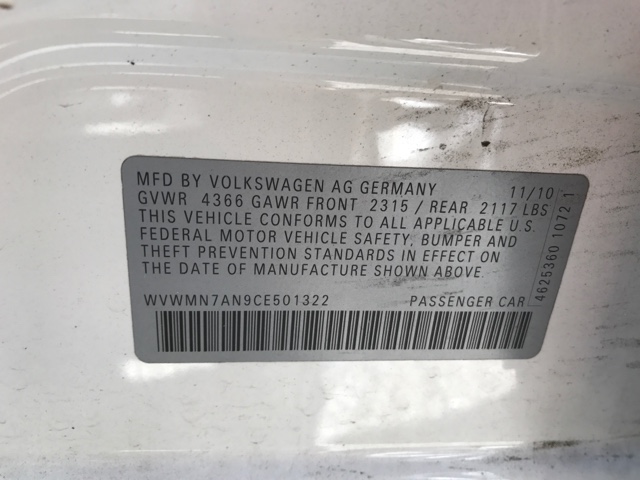 MFD BY VOLKSWAGEN AG GERMANY 11/10
GVWR 4366 GAWR FRONT 2315 / REAR 2117 LBS
THIS VEHICLE CONFORMS TO ALL APPLICABLE U.S.
FEDERAL MOTOR VEHICLE SAFETY, BUMPER AND
THEFT PREVENTION STANDARDS IN EFFECT ON
THE DATE OF MANUFACTURE SHOWN ABOVE.
WVWMN7AN9CE501322 PASSENGER CAR
4625360 1072 1